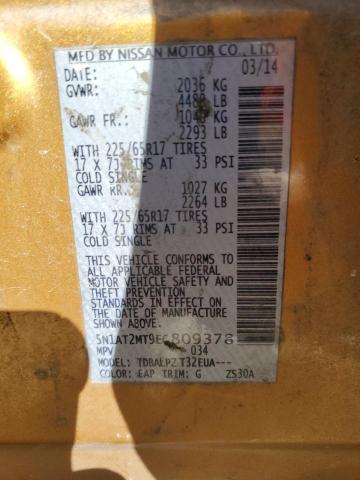 MFD BY NISSAN MOTOR CO., LTD.
DATE: 03/14
GVWR: 2036 KG
4488 LB
GAWR FR.: 1040 KG
2293 LB
WITH 225/65R17 TIRES
17 X 7J RIMS AT 33 PSI
COLD SINGLE
GAWR RR.: 1027 KG
2264 LB
WITH 225/65R17 TIRES
17 X 7J RIMS AT 33 PSI
COLD SINGLE
THIS VEHICLE CONFORMS TO
ALL APPLICABLE FEDERAL
MOTOR VEHICLE SAFETY
AND THEFT PREVENTION
STANDARDS IN EFFECT ON
THE DATE OF MANUFACTURE
SHOWN ABOVE.
5N1AT2MT9EC809378
MPV 034
MODEL: TDBALPZ T32EUA---
COLOR: EAP TRIM: G ZS30A